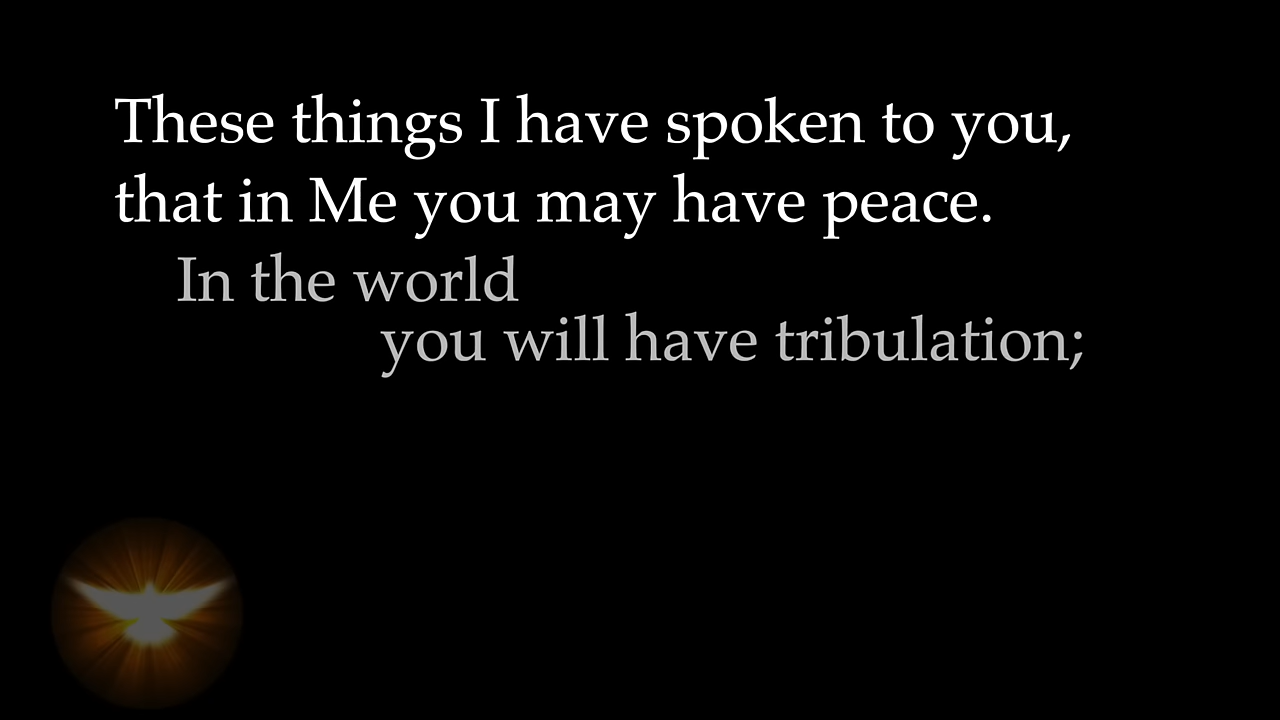 These things I have spoken to you,
that in Me you may have peace.
In the world
you will have tribulation;